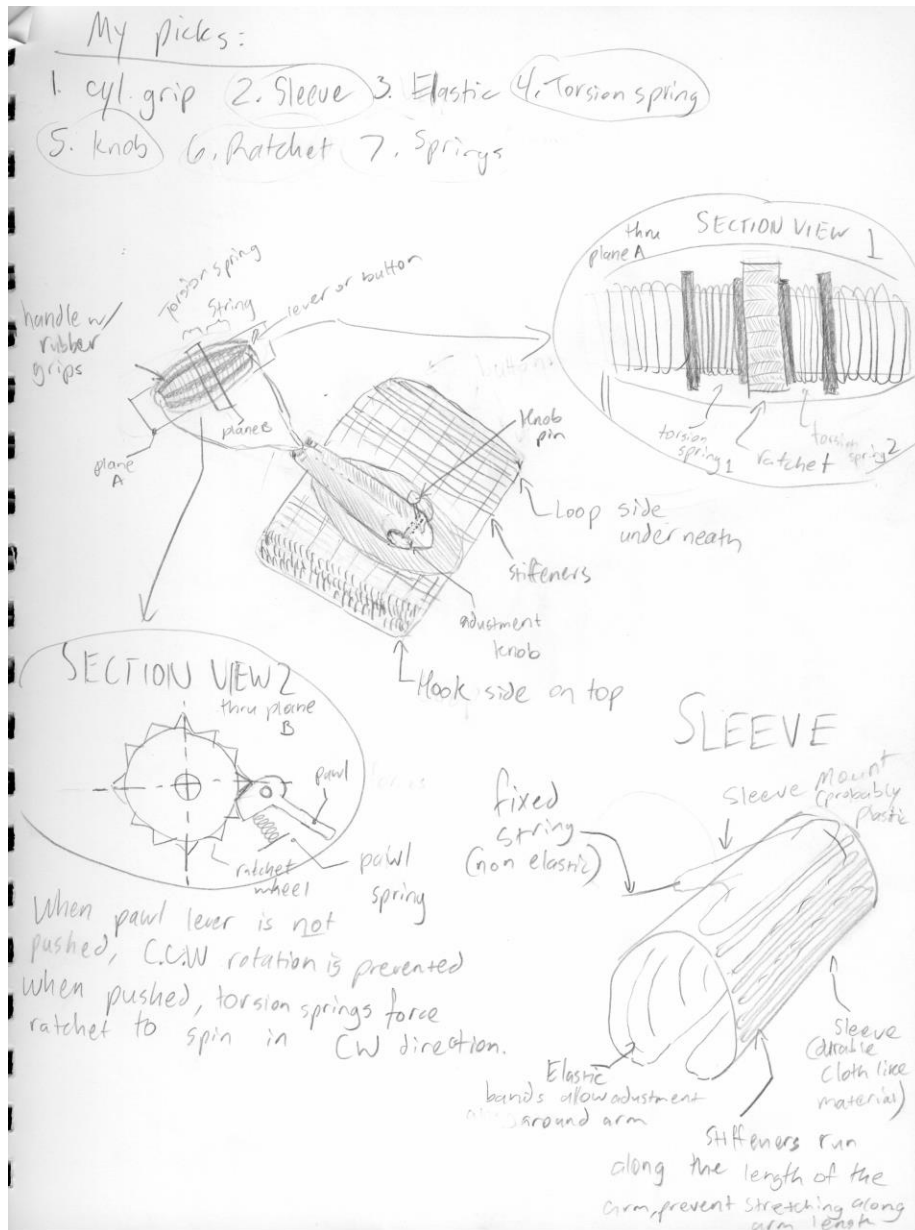 My picks:
1. cyl. grip 2. Sleeve 3. Elastic 4. Torsion spring
5. knob 6. Ratchet 7. Springs
SECTION VIEW 1
thru
plane A
torsion
spring 1
ratchet
torsion
spring 2
handle w/
rubber
grips
Torsion spring
String
lever or button
plane B
plane
A
button
Knob
pin
Loop side
underneath
stiffeners
adustment
knob
Hook side on top
SECTION VIEW 2
thru plane
B
pawl
ratchet
wheel
pawl
spring
When pawl lever is not
pushed, C.C.W rotation is prevented
when pushed, torsion springs force
ratchet to spin in CW direction.
SLEEVE
fixed
string
(non elastic)
Sleeve Mount
(probably
plastic
Sleeve
(durable
cloth like
material)
Elastic
bands allow adustment
around arm
Stiffeners run
along the length of the
arm, prevent stretching along
arm length